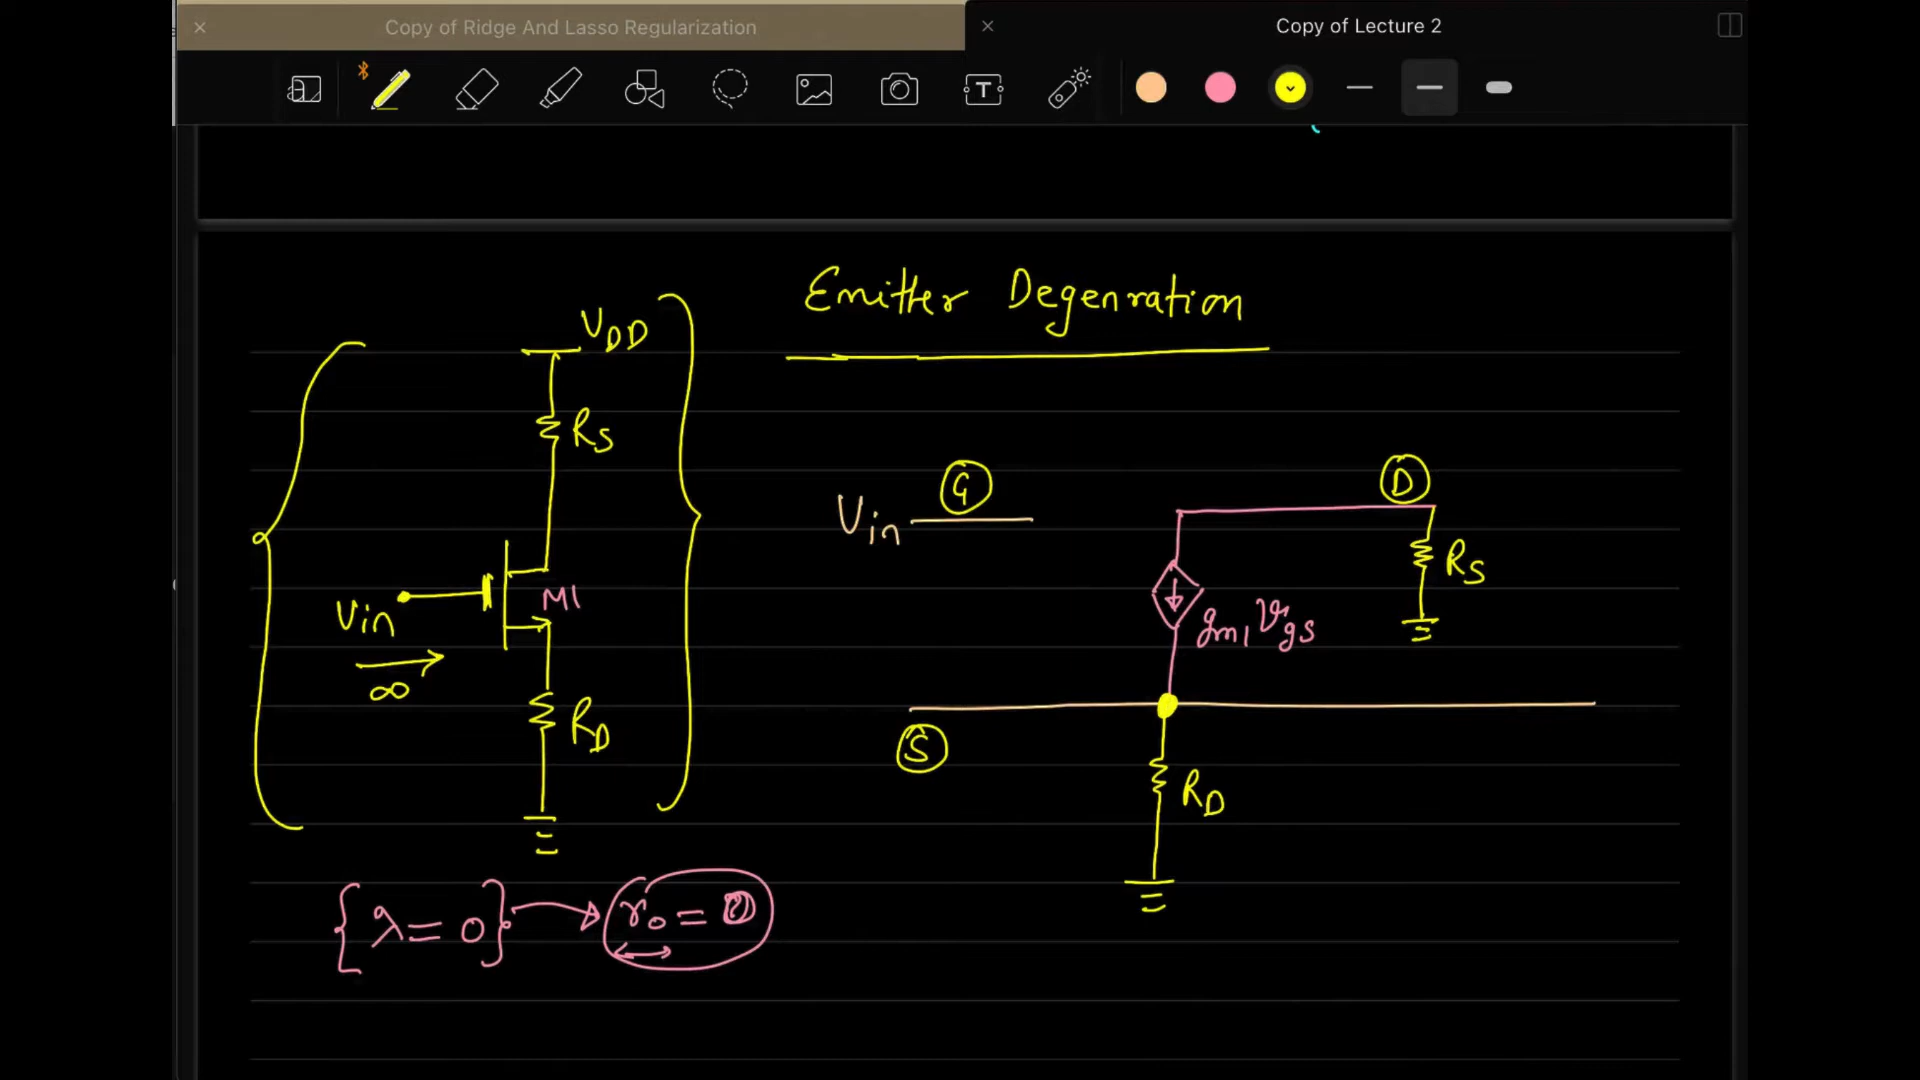 Copy of Ridge And Lasso Regularization
Copy of Lecture 2
T
Emitter Degenration
VDD
RS
G
D
Vin
RS
M1
Vin
gm1 vgs
∞
S
RD
RD
{λ = 0}
ro =